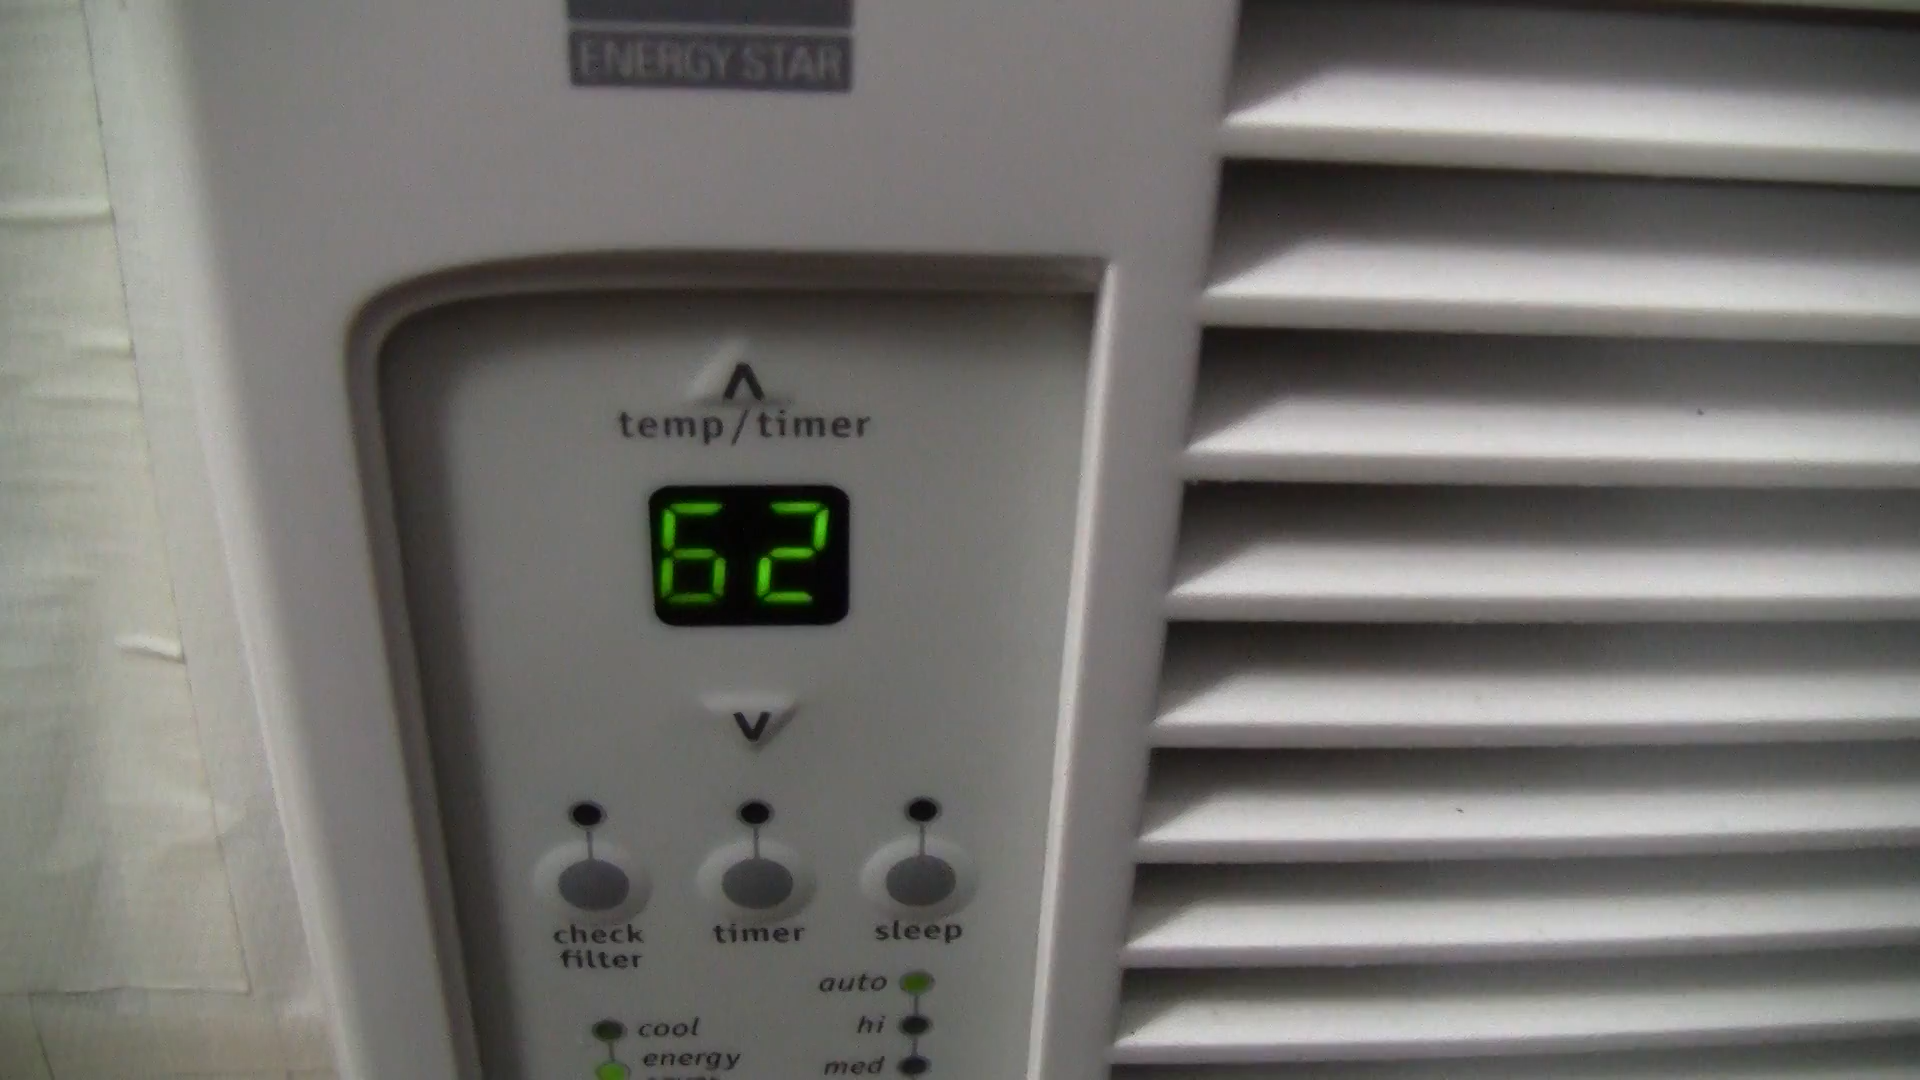 ENERGY STAR
temp/timer
62
check filter
timer
sleep
auto
hi
med
cool
energy